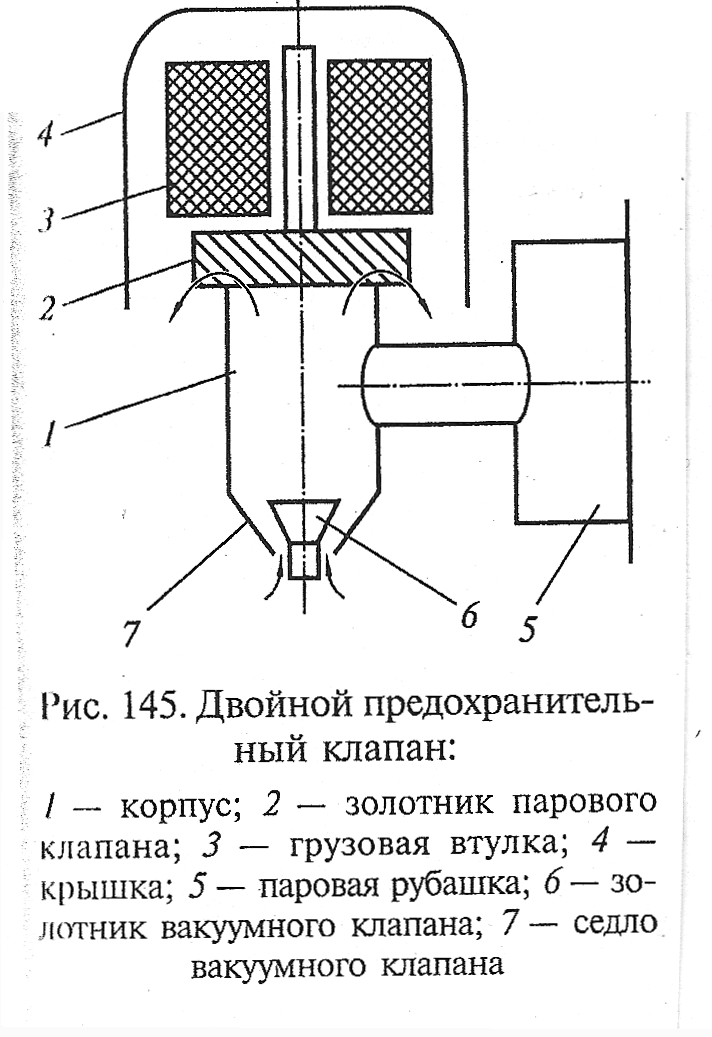 4
3
2
1
7
6
5
Рис. 145. Двойной предохранитель-
ный клапан:
1 — корпус; 2 — золотник парового
клапана; 3 — грузовая втулка; 4 —
крышка; 5 — паровая рубашка; 6 — зо-
лотник вакуумного клапана; 7 — седло
вакуумного клапана